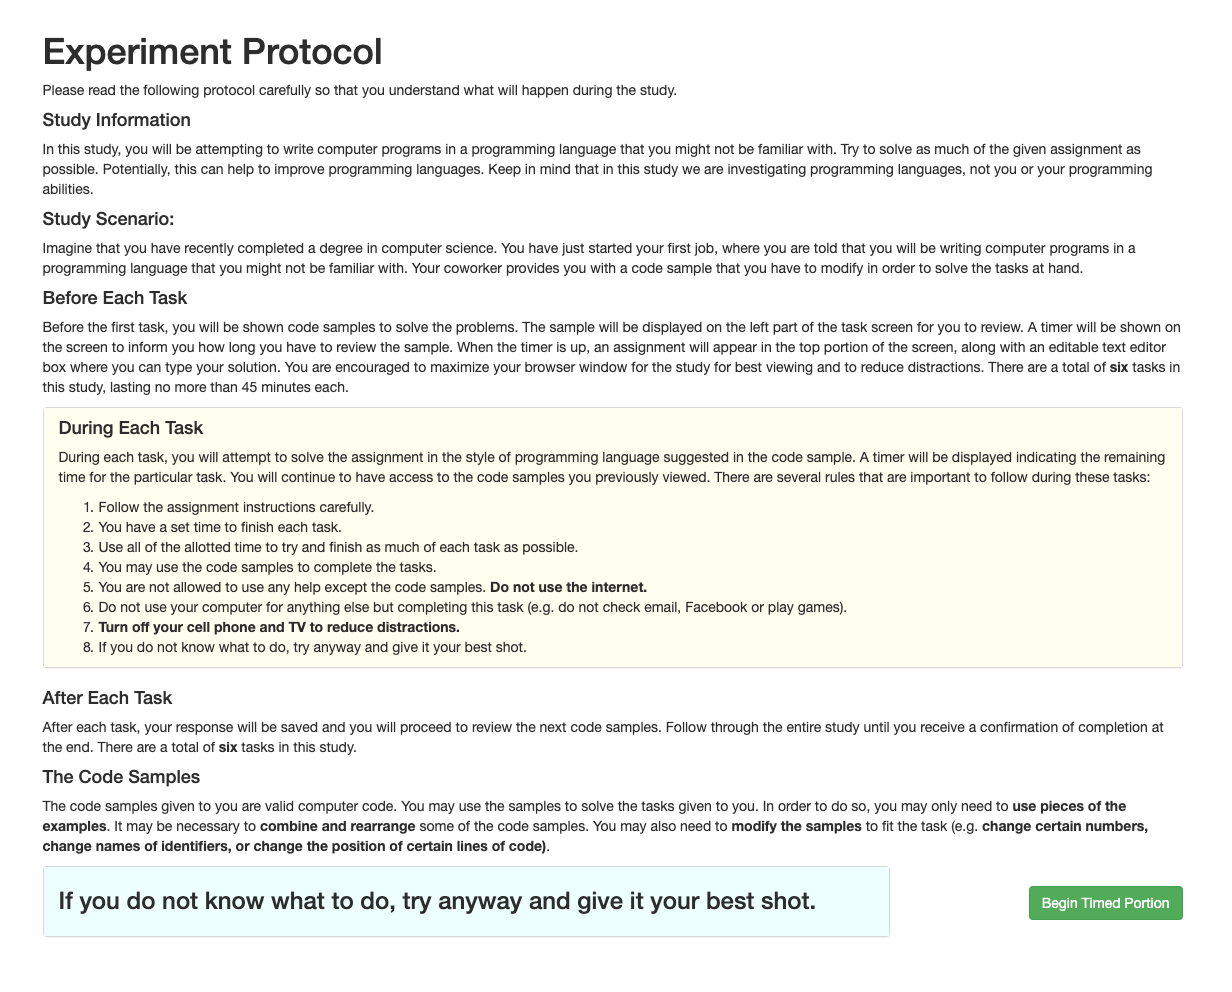 Experiment Protocol
Please read the following protocol carefully so that you understand what will happen during the study.
Study Information
In this study, you will be attempting to write computer programs in a programming language that you might not be familiar with. Try to solve as much of the given assignment as
possible. Potentially, this can help to improve programming languages. Keep in mind that in this study we are investigating programming languages, not you or your programming
abilities.
Study Scenario:
Imagine that you have recently completed a degree in computer science. You have just started your first job, where you are told that you will be writing computer programs in a
programming language that you might not be familiar with. Your coworker provides you with a code sample that you have to modify in order to solve the tasks at hand.
Before Each Task
Before the first task, you will be shown code samples to solve the problems. The sample will be displayed on the left part of the task screen for you to review. A timer will be shown on
the screen to inform you how long you have to review the sample. When the timer is up, an assignment will appear in the top portion of the screen, along with an editable text editor
box where you can type your solution. You are encouraged to maximize your browser window for the study for best viewing and to reduce distractions. There are a total of six tasks in
this study, lasting no more than 45 minutes each.
During Each Task
During each task, you will attempt to solve the assignment in the style of programming language suggested in the code sample. A timer will be displayed indicating the remaining
time for the particular task. You will continue to have access to the code samples you previously viewed. There are several rules that are important to follow during these tasks:
1. Follow the assignment instructions carefully.
2. You have a set time to finish each task.
3. Use all of the allotted time to try and finish as much of each task as possible.
4. You may use the code samples to complete the tasks.
5. You are not allowed to use any help except the code samples. Do not use the internet.
6. Do not use your computer for anything else but completing this task (e.g. do not check email, Facebook or play games).
7. Turn off your cell phone and TV to reduce distractions.
8. If you do not know what to do, try anyway and give it your best shot.
After Each Task
After each task, your response will be saved and you will proceed to review the next code samples. Follow through the entire study until you receive a confirmation of completion at
the end. There are a total of six tasks in this study.
The Code Samples
The code samples given to you are valid computer code. You may use the samples to solve the tasks given to you. In order to do so, you may only need to use pieces of the
examples. It may be necessary to combine and rearrange some of the code samples. You may also need to modify the samples to fit the task (e.g. change certain numbers,
change names of identifiers, or change the position of certain lines of code).
If you do not know what to do, try anyway and give it your best shot.
Begin Timed Portion